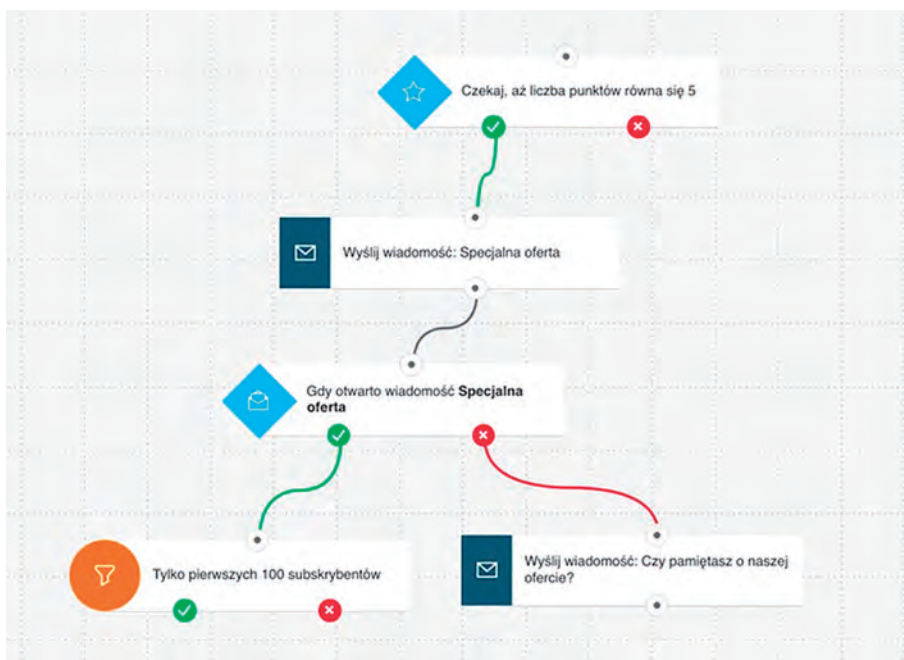 Czekaj, aż liczba punktów równa się 5
Wyślij wiadomość: Specjalna oferta
Gdy otwarto wiadomość Specjalna
oferta
Tylko pierwszych 100 subskrybentów
Wyślij wiadomość: Czy pamiętasz o naszej
ofercie?